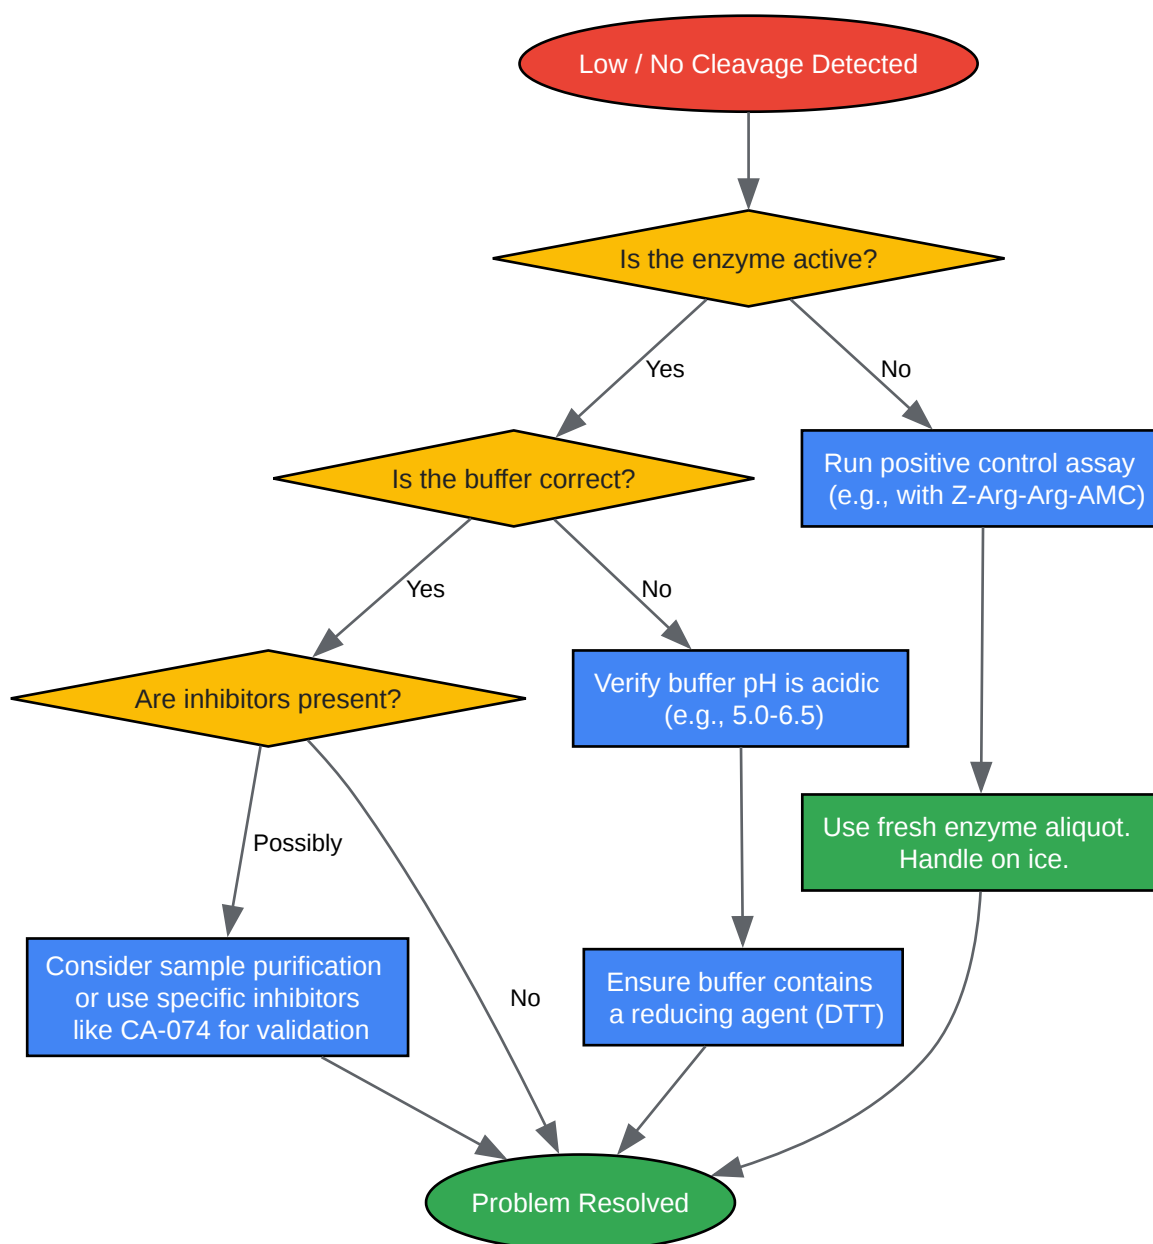 Low / No Cleavage Detected
Is the enzyme active?
Yes
No
Is the buffer correct?
Run positive control assay
(e.g., with Z-Arg-Arg-AMC)
Yes
No
Are inhibitors present?
Verify buffer pH is acidic
(e.g., 5.0-6.5)
Possibly
Use fresh enzyme aliquot.
Handle on ice.
Consider sample purification
or use specific inhibitors
like CA-074 for validation
No
Ensure buffer contains
a reducing agent (DTT)
Problem Resolved